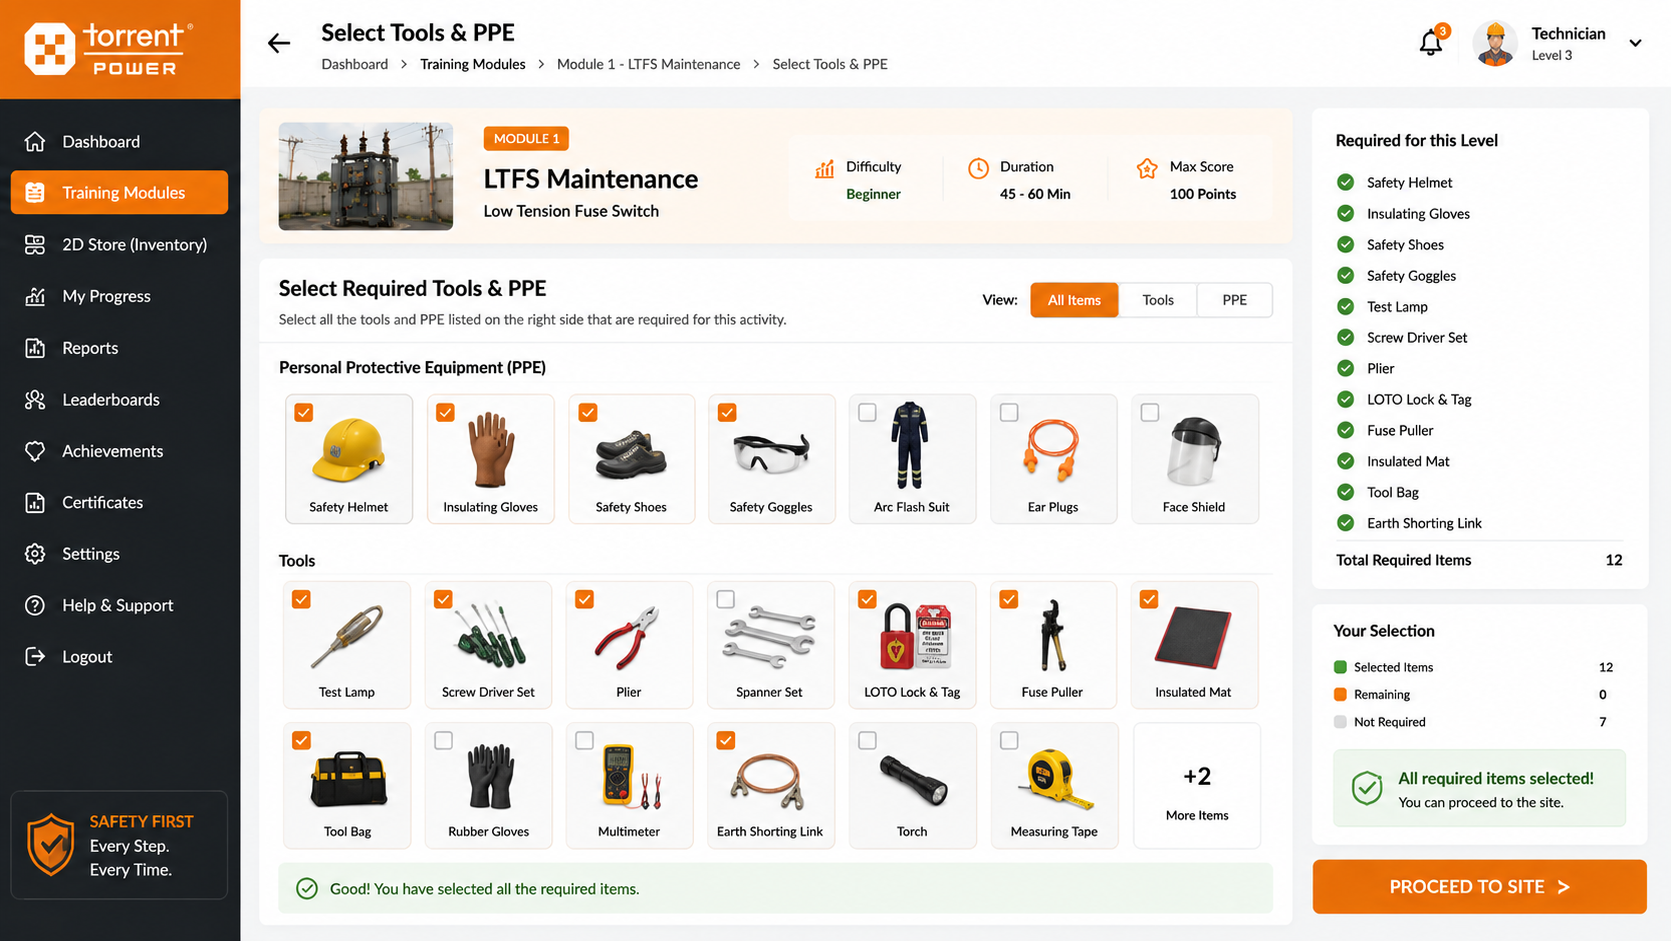 torrent®
POWER
Dashboard
Training Modules
2D Store (Inventory)
My Progress
Reports
Leaderboards
Achievements
Certificates
Settings
Help & Support
Logout
SAFETY FIRST
Every Step.
Every Time.
Select Tools & PPE
Dashboard > Training Modules > Module 1 - LTFS Maintenance > Select Tools & PPE
3
Technician
Level 3
MODULE 1
LTFS Maintenance
Low Tension Fuse Switch
Difficulty
Beginner
Duration
45 - 60 Min
Max Score
100 Points
Select Required Tools & PPE
Select all the tools and PPE listed on the right side that are required for this activity.
View: All Items Tools PPE
Personal Protective Equipment (PPE)
Safety Helmet Insulating Gloves Safety Shoes Safety Goggles Arc Flash Suit Ear Plugs Face Shield
Tools
Test Lamp Screw Driver Set Plier Spanner Set LOTO Lock & Tag Fuse Puller Insulated Mat
+2
Tool Bag Rubber Gloves Multimeter Earth Shorting Link Torch Measuring Tape More Items
Good! You have selected all the required items.
Required for this Level
Safety Helmet
Insulating Gloves
Safety Shoes
Safety Goggles
Test Lamp
Screw Driver Set
Plier
LOTO Lock & Tag
Fuse Puller
Insulated Mat
Tool Bag
Earth Shorting Link
Total Required Items 12
Your Selection
Selected Items 12
Remaining 0
Not Required 7
All required items selected!
You can proceed to the site.
PROCEED TO SITE >